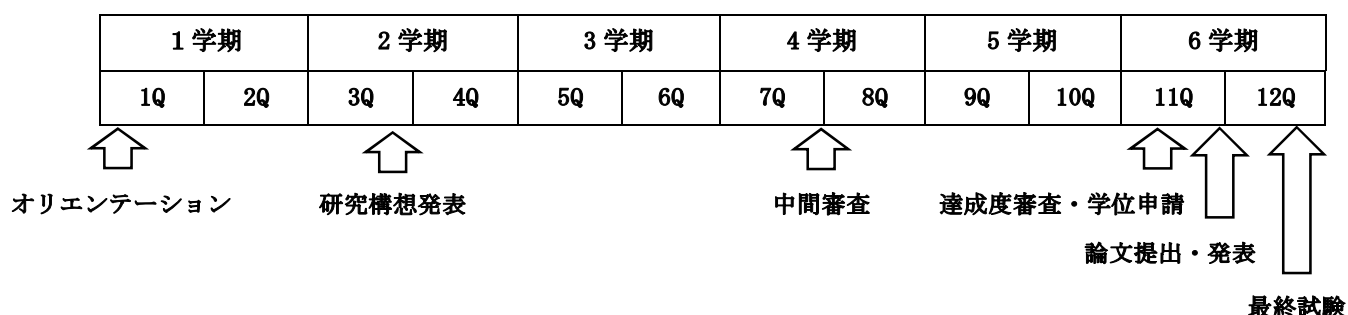 1 学期 2 学期 3 学期 4 学期 5 学期 6 学期
1Q 2Q 3Q 4Q 5Q 6Q 7Q 8Q 9Q 10Q 11Q 12Q
オリエンテーション 研究構想発表 中間審査 達成度審査・学位申請
論文提出・発表
最終試験